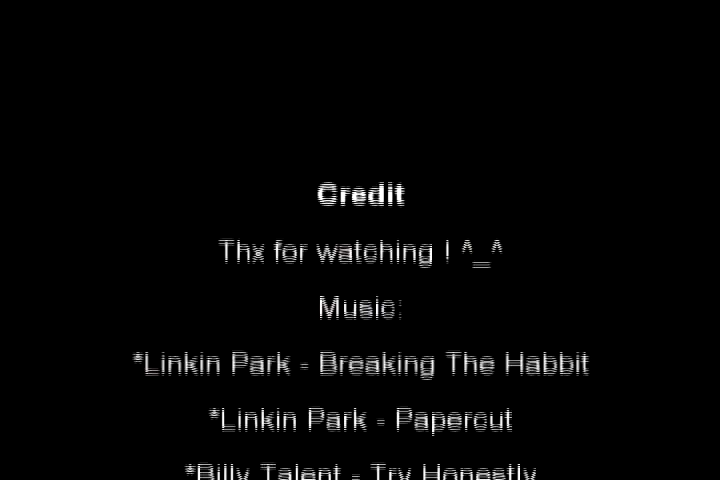 Credit
Thx for watching ! ^_^
Music:
*Linkin Park - Breaking The Habbit
*Linkin Park - Papercut
*Billy Talent - Try Honestly